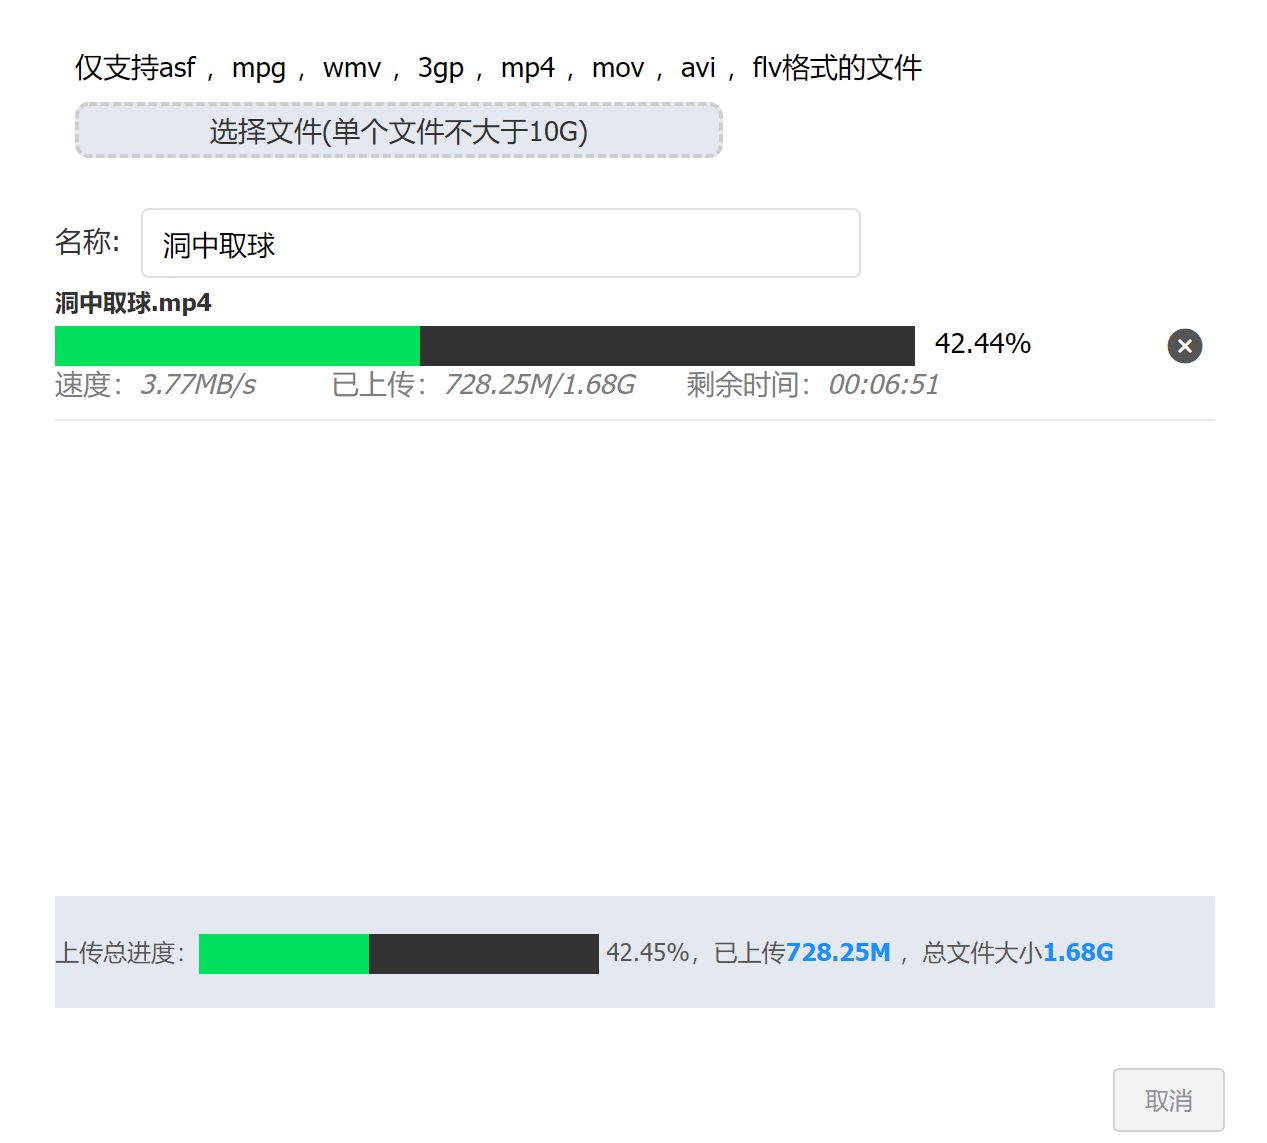 仅支持asf， mpg， wmv， 3gp， mp4， mov， avi， flv格式的文件
选择文件(单个文件不大于10G)
名称: 洞中取球
洞中取球.mp4
42.44%
速度：3.77MB/s 已上传：728.25M/1.68G 剩余时间：00:06:51
上传总进度： 42.45%，已上传728.25M ，总文件大小1.68G
取消